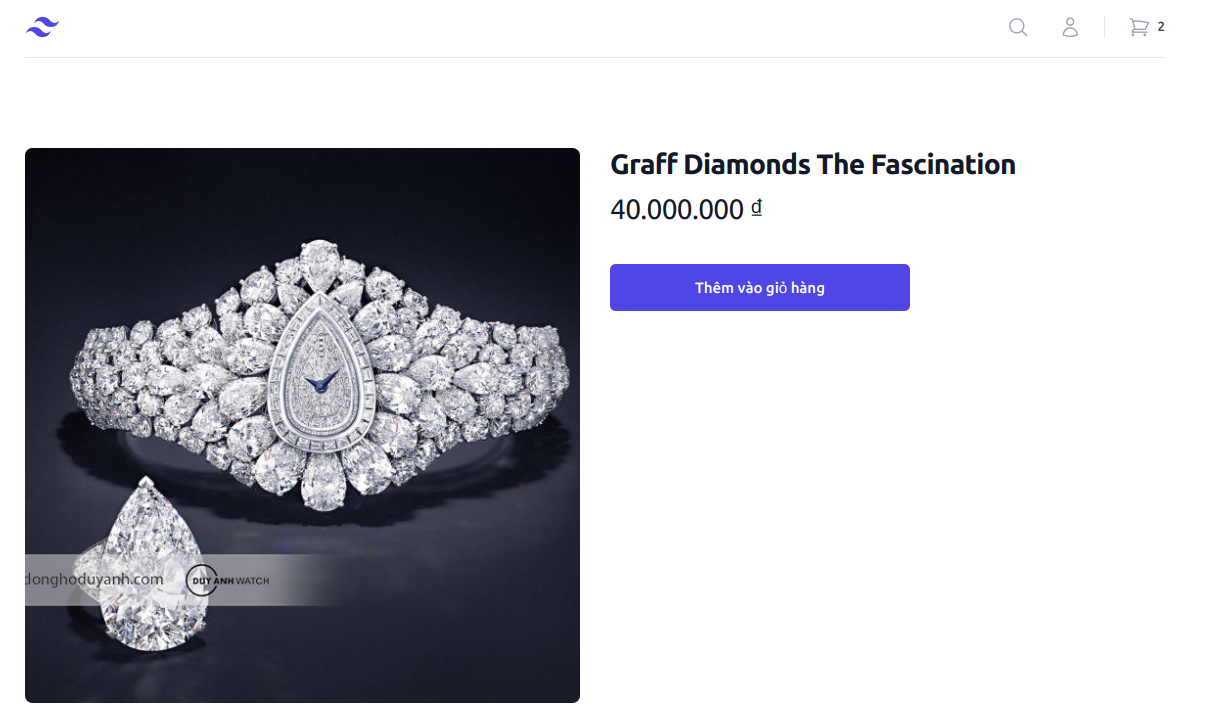 2
Graff Diamonds The Fascination
40.000.000 ₫
Thêm vào giỏ hàng
donghoduyanh.com
DUY ANH WATCH